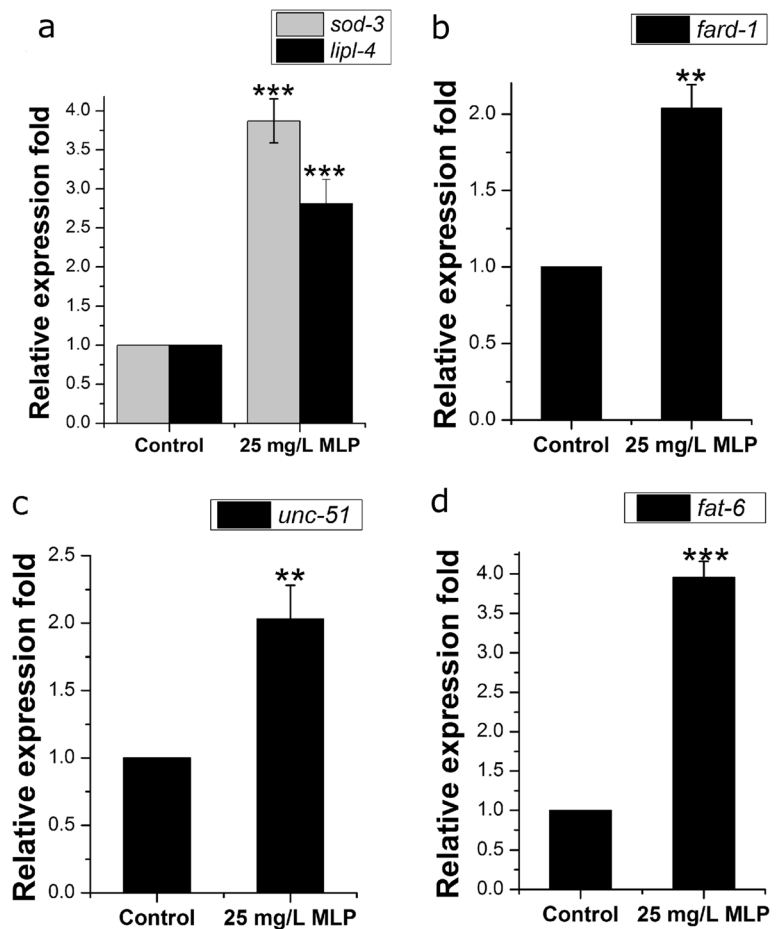 a
sod-3
lipl-4
Relative expression fold
4.0
3.5
3.0
2.5
2.0
1.5
1.0
0.5
0.0
***
***
Control
25 mg/L MLP
b
fard-1
Relative expression fold
2.0
1.5
1.0
0.5
0.0
**
Control
25 mg/L MLP
c
unc-51
Relative expression fold
2.5
2.0
1.5
1.0
0.5
0.0
**
Control
25 mg/L MLP
d
fat-6
Relative expression fold
4.0
3.5
3.0
2.5
2.0
1.5
1.0
0.5
0.0
***
Control
25 mg/L MLP